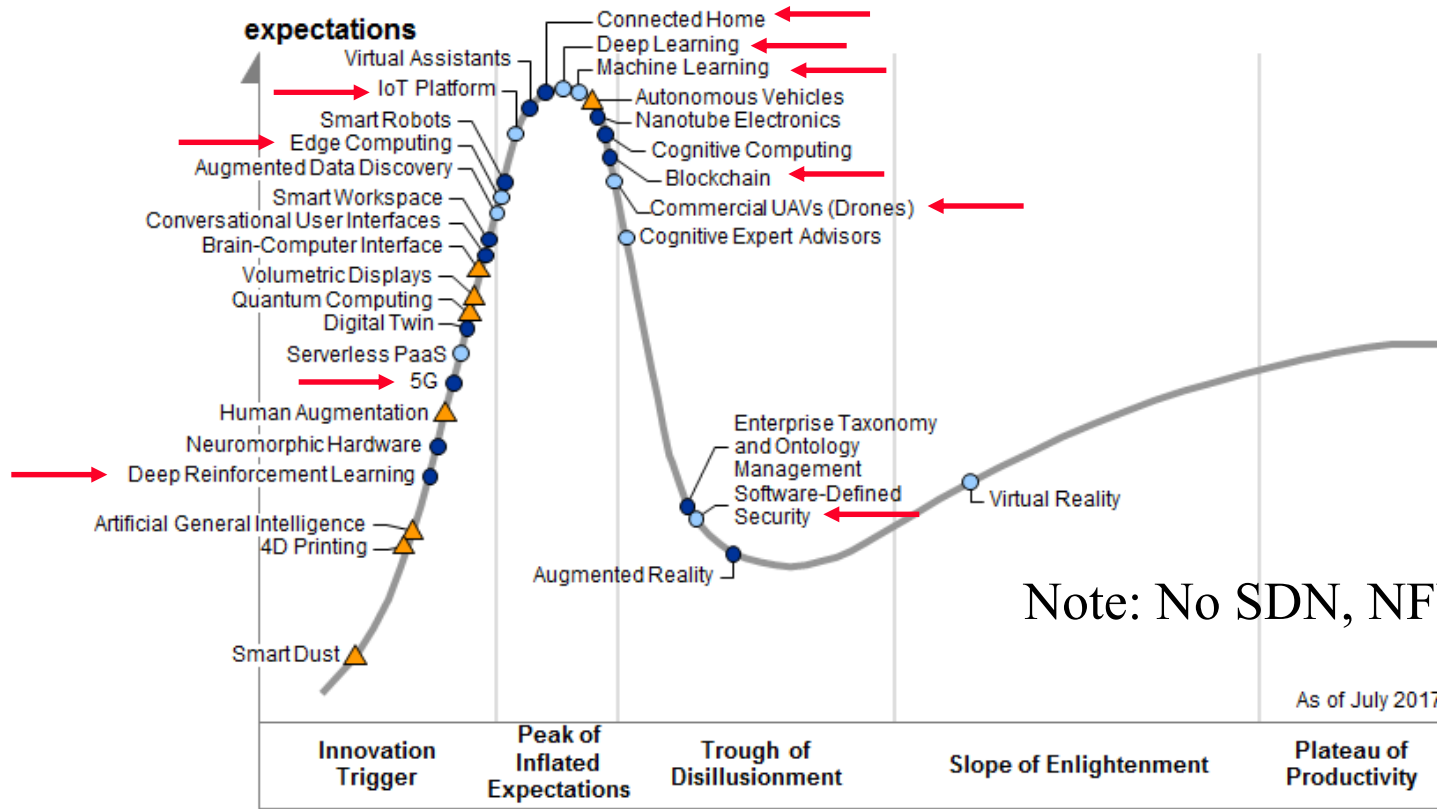 expectations
Connected Home
Deep Learning
Machine Learning
Virtual Assistants
IoT Platform
Autonomous Vehicles
Nanotube Electronics
Smart Robots
Edge Computing
Cognitive Computing
Augmented Data Discovery
Blockchain
Smart Workspace
Commercial UAVs (Drones)
Conversational User Interfaces
Cognitive Expert Advisors
Brain-Computer Interface
Volumetric Displays
Quantum Computing
Digital Twin
Serverless PaaS
5G
Human Augmentation
Neuromorphic Hardware
Deep Reinforcement Learning
Artificial General Intelligence
4D Printing
Smart Dust
Enterprise Taxonomy
and Ontology
Management
Software-Defined
Security
Augmented Reality
Virtual Reality
Note: No SDN, NF
As of July 2017
Innovation
Trigger
Peak of
Inflated
Expectations
Trough of
Disillusionment
Slope of Enlightenment
Plateau of
Productivity